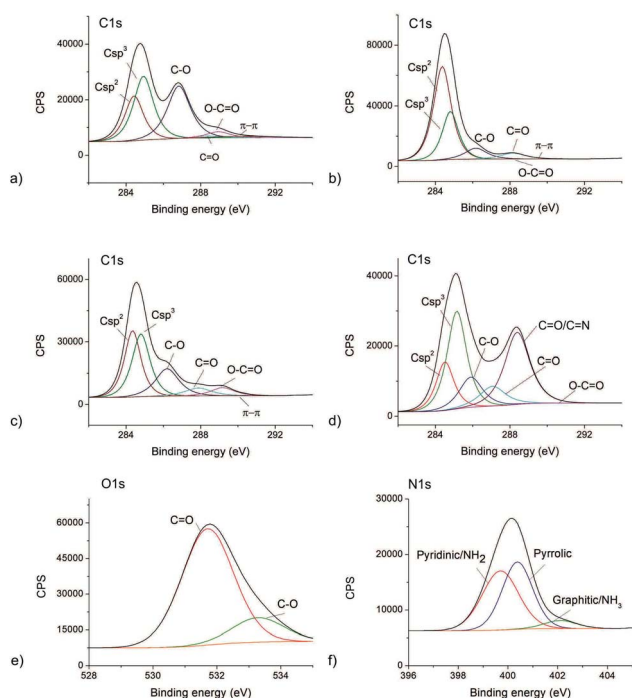 C1s
40000
20000
0
CPS
Csp2
Csp3
C-O
O-C=O
π–π
C=O
284
288
292
Binding energy (eV)
a)
C1s
80000
40000
0
CPS
Csp2
Csp3
C-O
C=O
π–π
O-C=O
284
288
292
Binding energy (eV)
b)
C1s
60000
30000
0
CPS
Csp2
Csp3
C-O
C=O
O-C=O
π–π
284
288
292
Binding energy (eV)
c)
C1s
40000
20000
0
CPS
Csp3
Csp2
C-O
C=O/C=N
C=O
O-C=O
284
288
292
Binding energy (eV)
d)
O1s
60000
45000
30000
15000
0
CPS
C=O
C-O
528
530
532
534
Binding energy (eV)
e)
N1s
30000
20000
10000
0
CPS
Pyridinic/NH2
Pyrrolic
Graphitic/NH3
396
398
400
402
404
Binding energy (eV)
f)